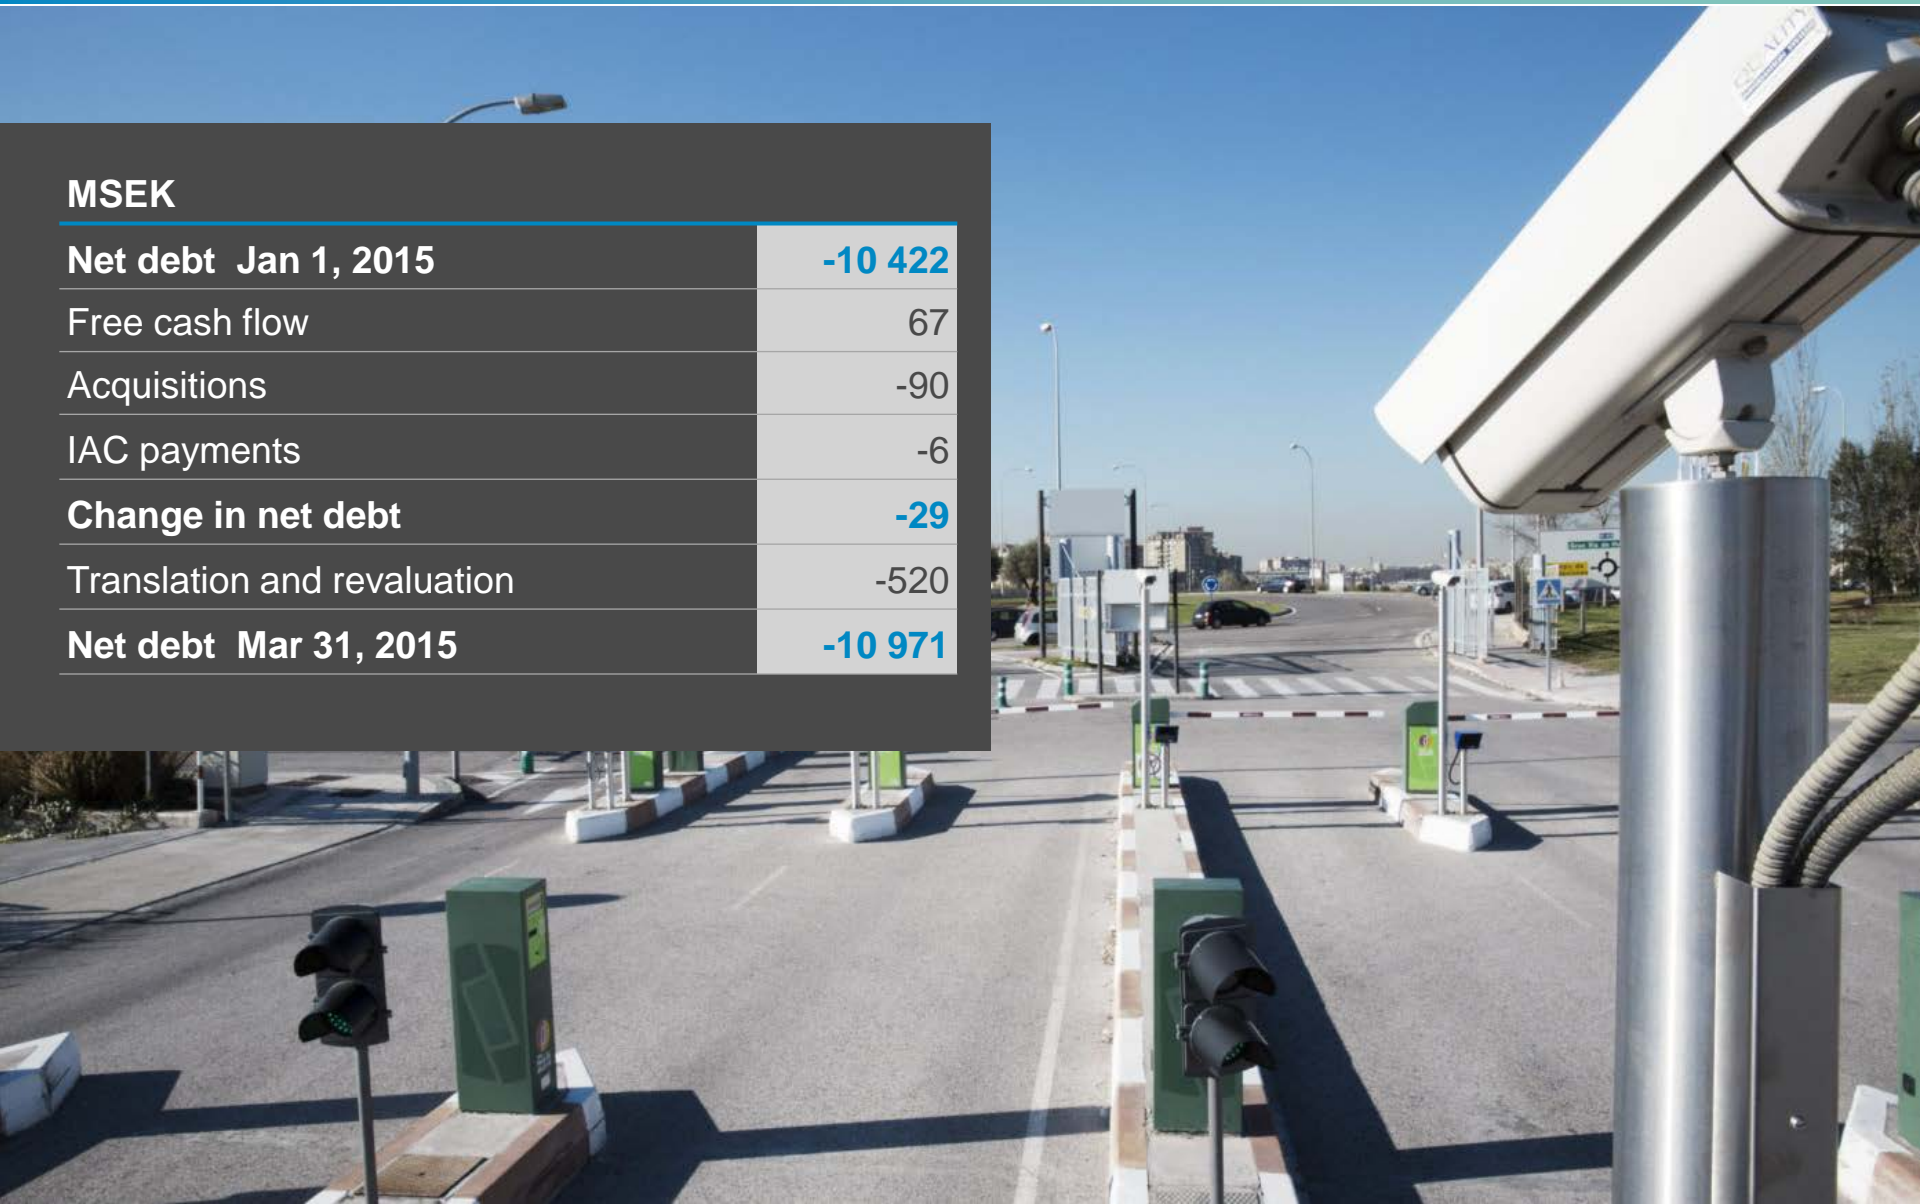 MSEK
Net debt  Jan 1, 2015 -10 422
Free cash flow 67
Acquisitions -90
IAC payments -6
Change in net debt -29
Translation and revaluation -520
Net debt  Mar 31, 2015 -10 971
QUALITY